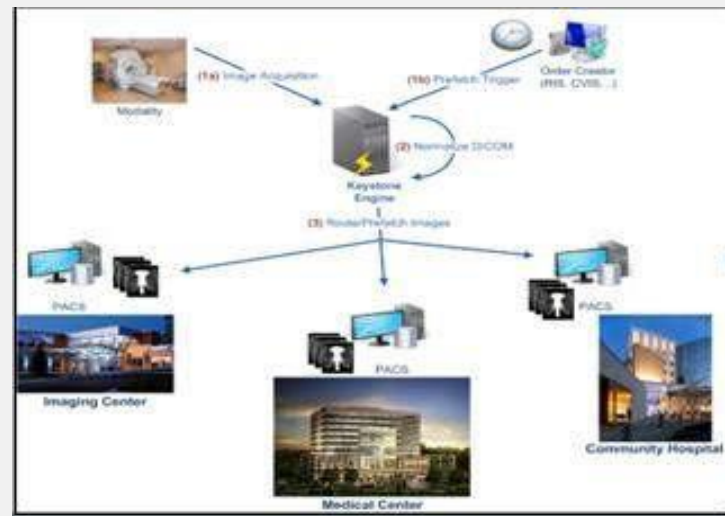 (1a) Image Acquisition
(1b) Prefetch Trigger
Order Creator
(RIS, CVIS, ...)
Modality
(2) Normalize DICOM
Keystone
Engine
(3) Route/Prefetch Images
PACS
PACS
PACS
Imaging Center
Community Hospital
Medical Center